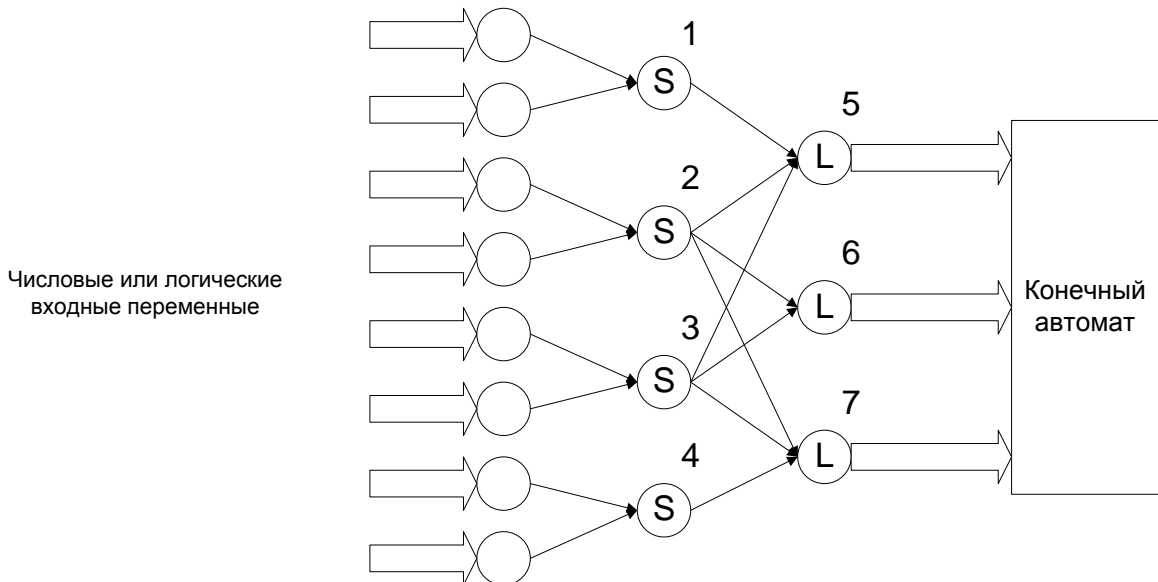 1
S
5
L
2
S
6
Числовые или логические
входные переменные
L
Конечный
автомат
3
S
7
L
4
S